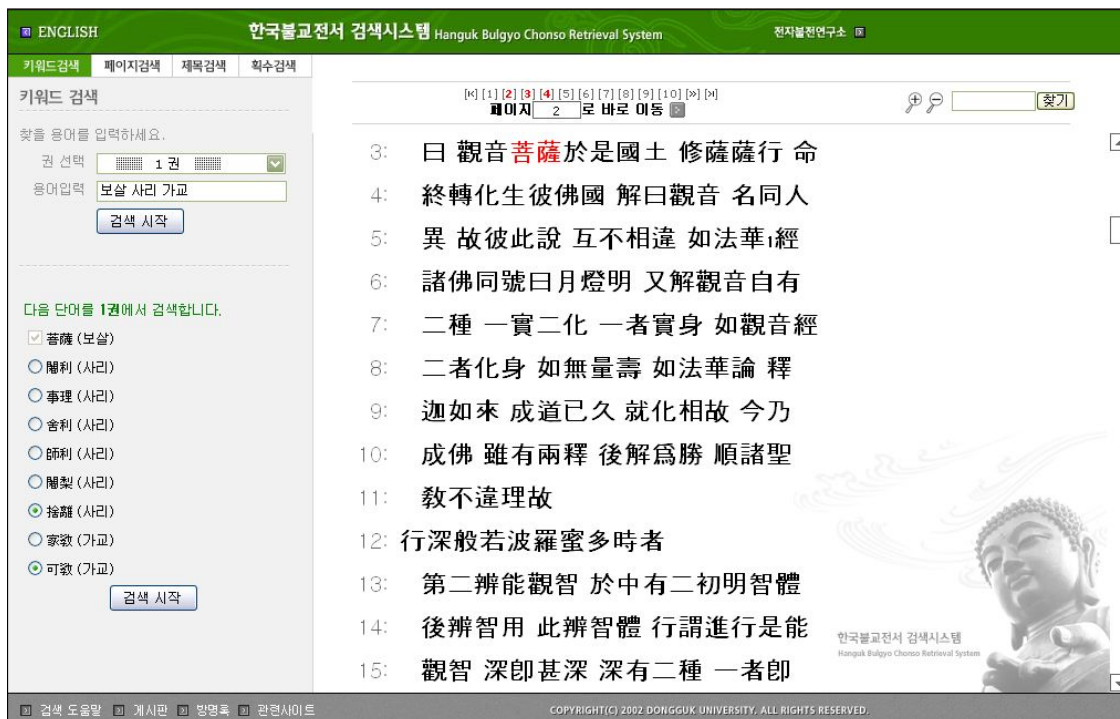 ENGLISH 한국불교전서 검색시스템 Hanguk Bulgyo Chonso Retrieval System 전자불전연구소
키워드검색 페이지검색 제목검색 획수검색
키워드 검색
찾을 용어를 입력하세요.
권 선택 1 권
용어입력 보살 사리 가교
검색 시작
다음 단어를 1권에서 검색합니다.
菩薩 (보살)
闍利 (사리)
事理 (사리)
舍利 (사리)
師利 (사리)
闍梨 (사리)
捨離 (사리)
家敎 (가교)
可敎 (가교)
검색 시작
[K] [1] [2] [3] [4] [5] [6] [7] [8] [9] [10] [»] [>|]
페이지 2 로 바로 이동
찾기
3: 曰 觀音菩薩於是國土 修薩薩行 命
4: 終轉化生彼佛國 解曰觀音 名同人
5: 異 故彼此說 互不相違 如法華1經
6: 諸佛同號曰月燈明 又解觀音自有
7: 二種 一實二化 一者實身 如觀音經
8: 二者化身 如無量壽 如法華論 釋
9: 迦如來 成道已久 就化相故 今乃
10: 成佛 雖有兩釋 後解爲勝 順諸聖
11: 敎不違理故
12: 行深般若波羅蜜多時者
13: 第二辨能觀智 於中有二初明智體
14: 後辨智用 此辨智體 行謂進行是能
15: 觀智 深卽甚深 深有二種 一者卽
한국불교전서 검색시스템
Hanguk Bulgyo Chonso Retrieval System
검색 도움말 게시판 방명록 관련사이트
COPYRIGHT(C) 2002 DONGGUK UNIVERSITY, ALL RIGHTS RESERVED.